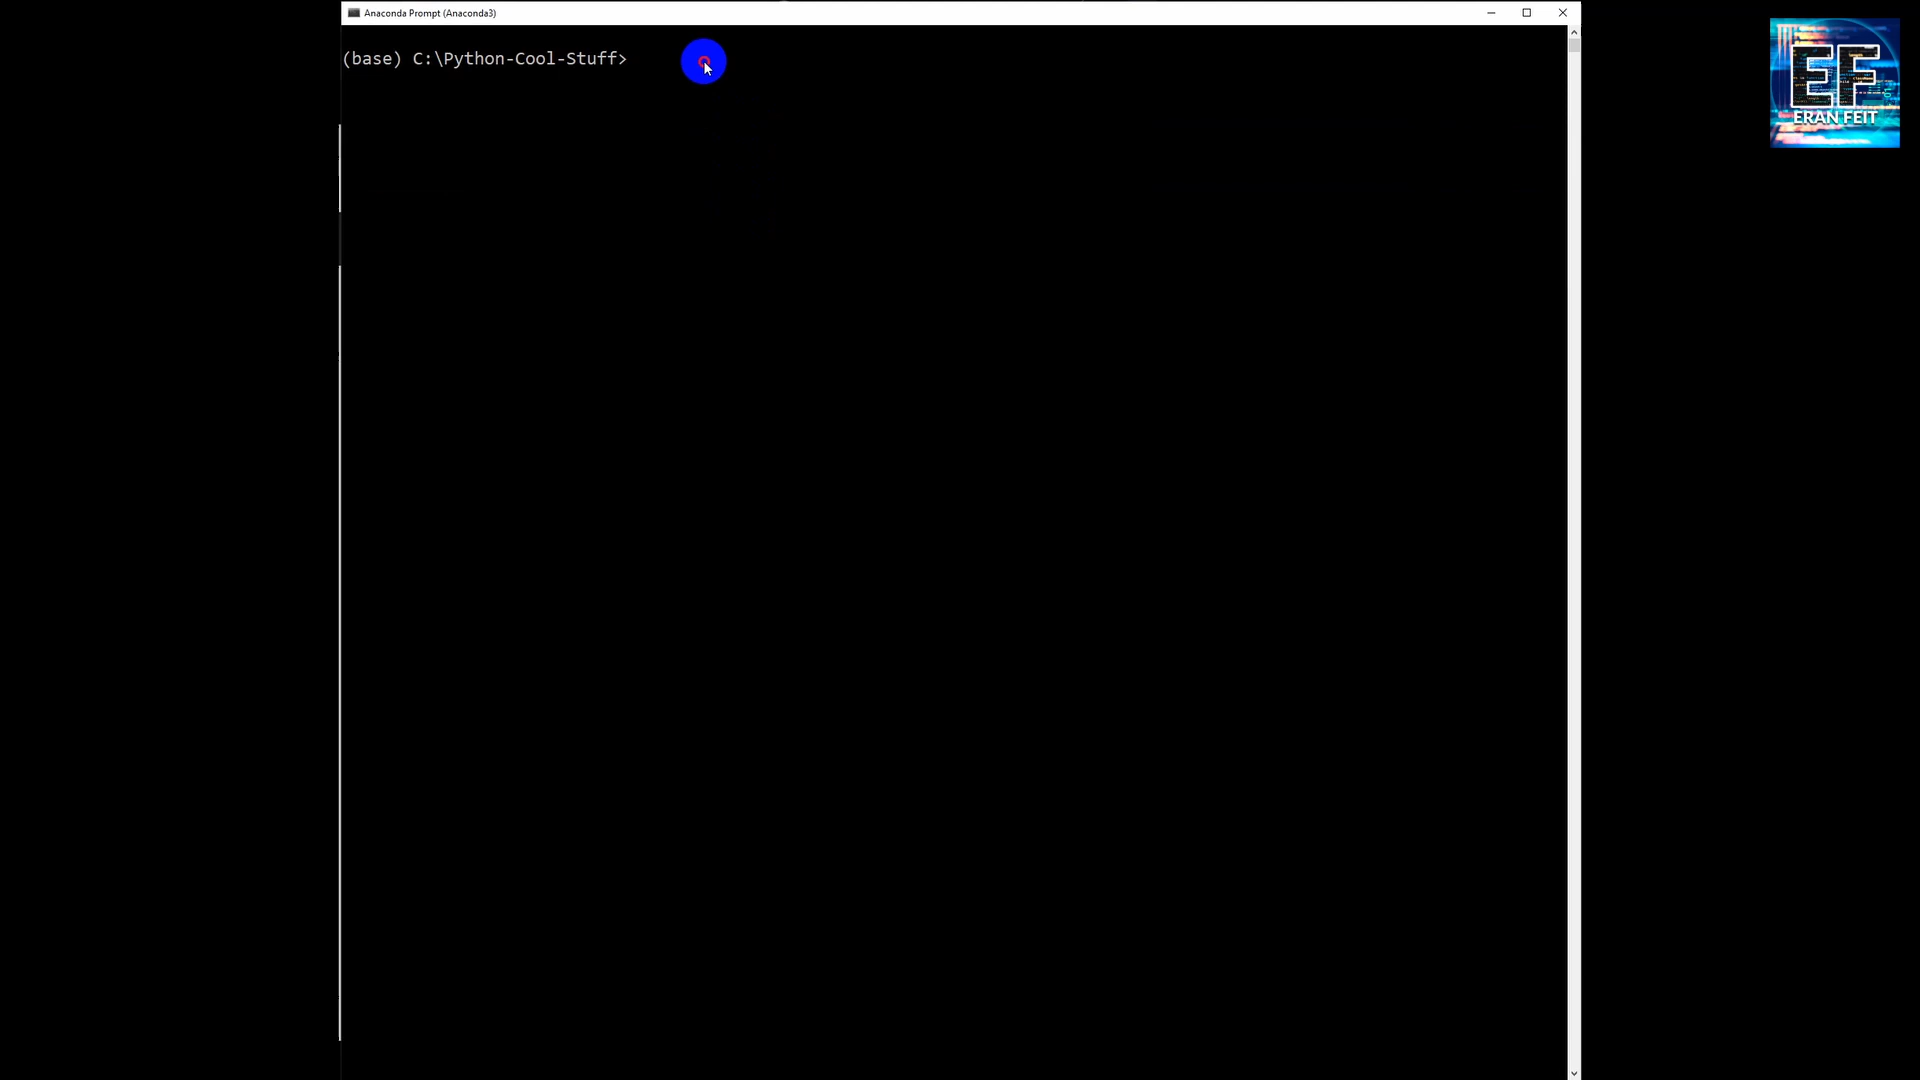 Anaconda Prompt (Anaconda3)
(base) C:\Python-Cool-Stuff>
EF
ERAN FEIT